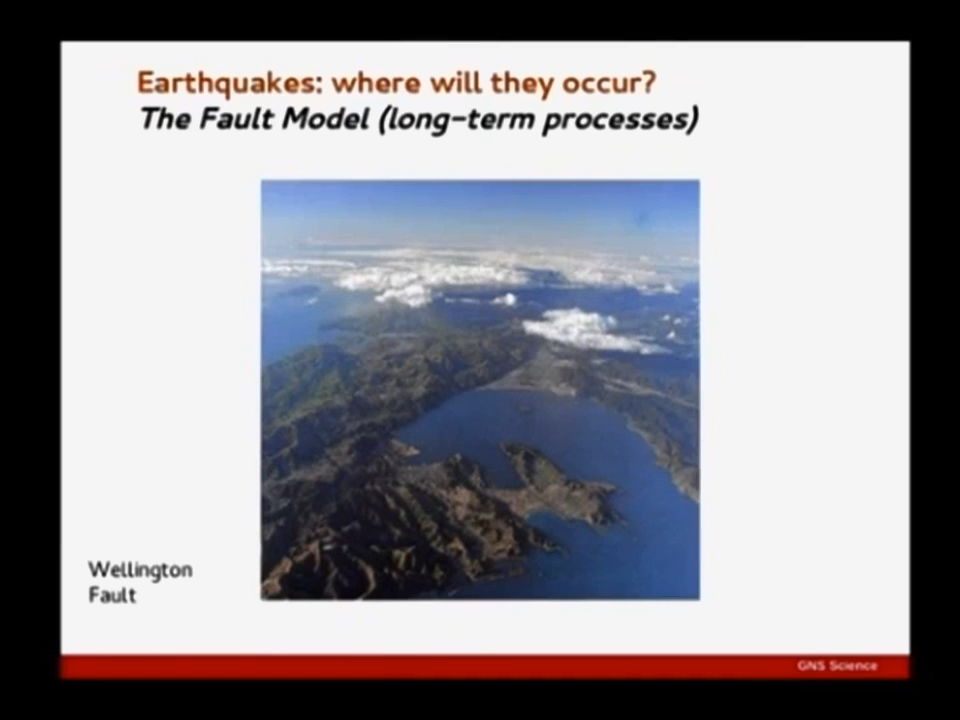 Earthquakes: where will they occur?
The Fault Model (long-term processes)
Wellington
Fault
GNS Science